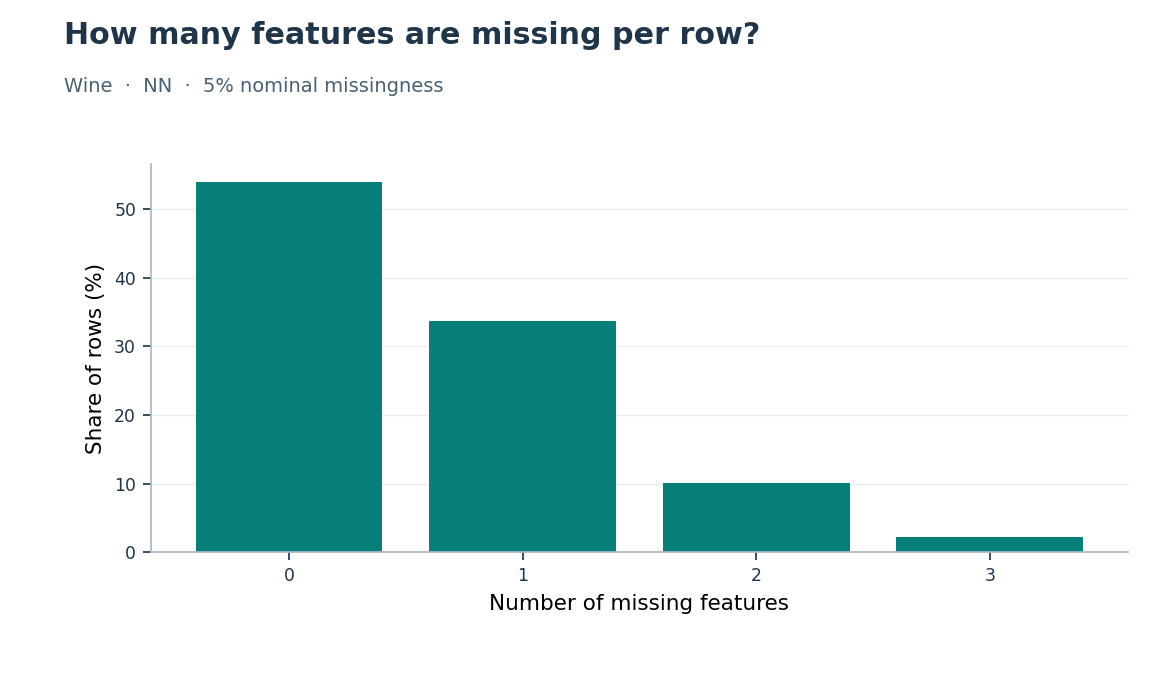 How many features are missing per row?
Wine · NN · 5% nominal missingness
Share of rows (%)
50
40
30
20
10
0
0 1 2 3
Number of missing features